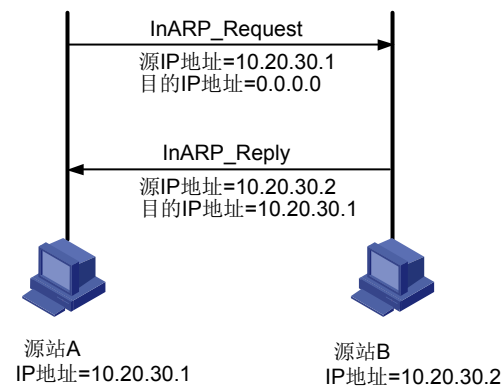 InARP_Request
源IP地址=10.20.30.1
目的IP地址=0.0.0.0
InARP_Reply
源IP地址=10.20.30.2
目的IP地址=10.20.30.1
源站A
IP地址=10.20.30.1
源站B
IP地址=10.20.30.2